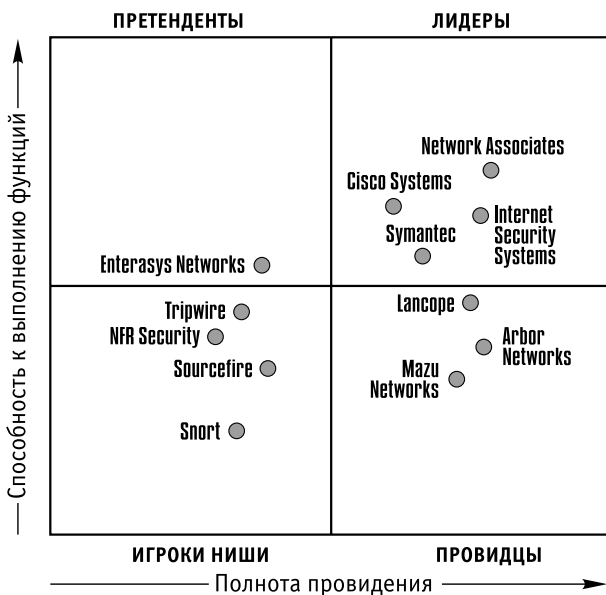 ПРЕТЕНДЕНТЫ
ЛИДЕРЫ
Способность к выполнению функций
Network Associates
Cisco Systems
Internet
Security
Systems
Symantec
Enterasys Networks
Tripwire
NFR Security
Sourcefire
Snort
Lancope
Arbor
Networks
Mazu
Networks
ИГРОКИ НИШИ
ПРОВИДЦЫ
Полнота провидения